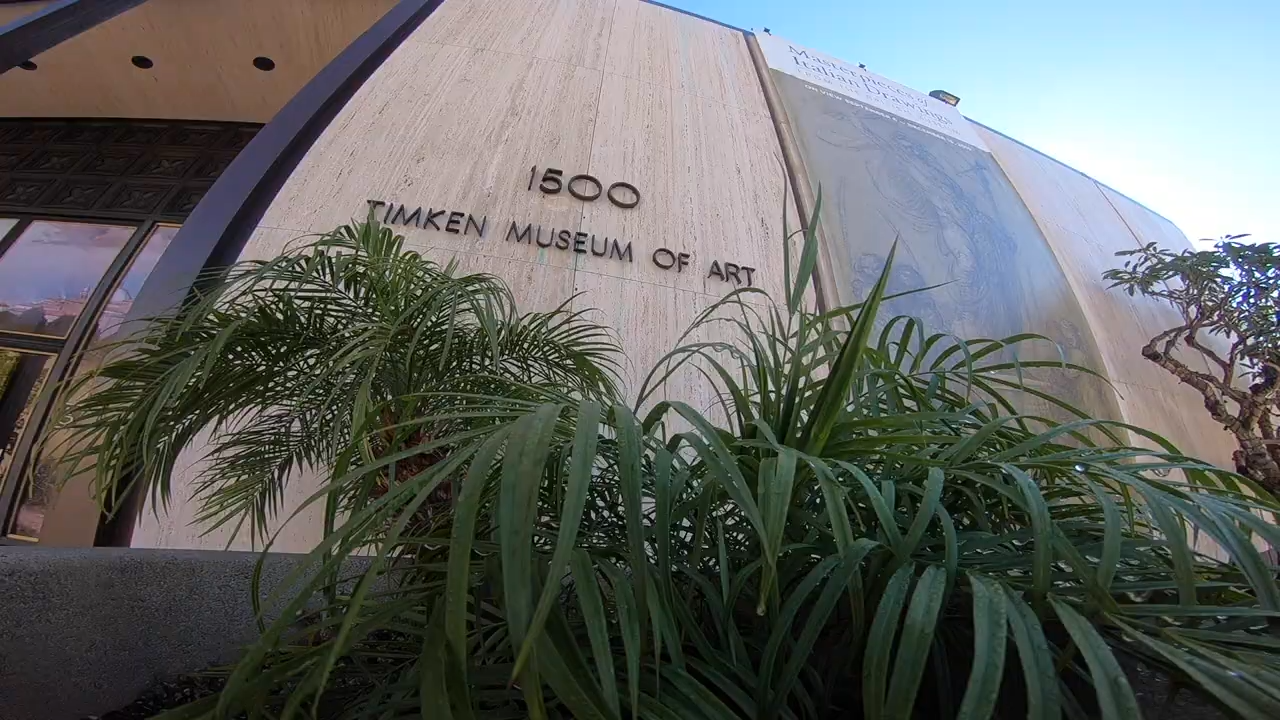 1500
TIMKEN MUSEUM OF ART
Masterpieces of
Italian Drawings